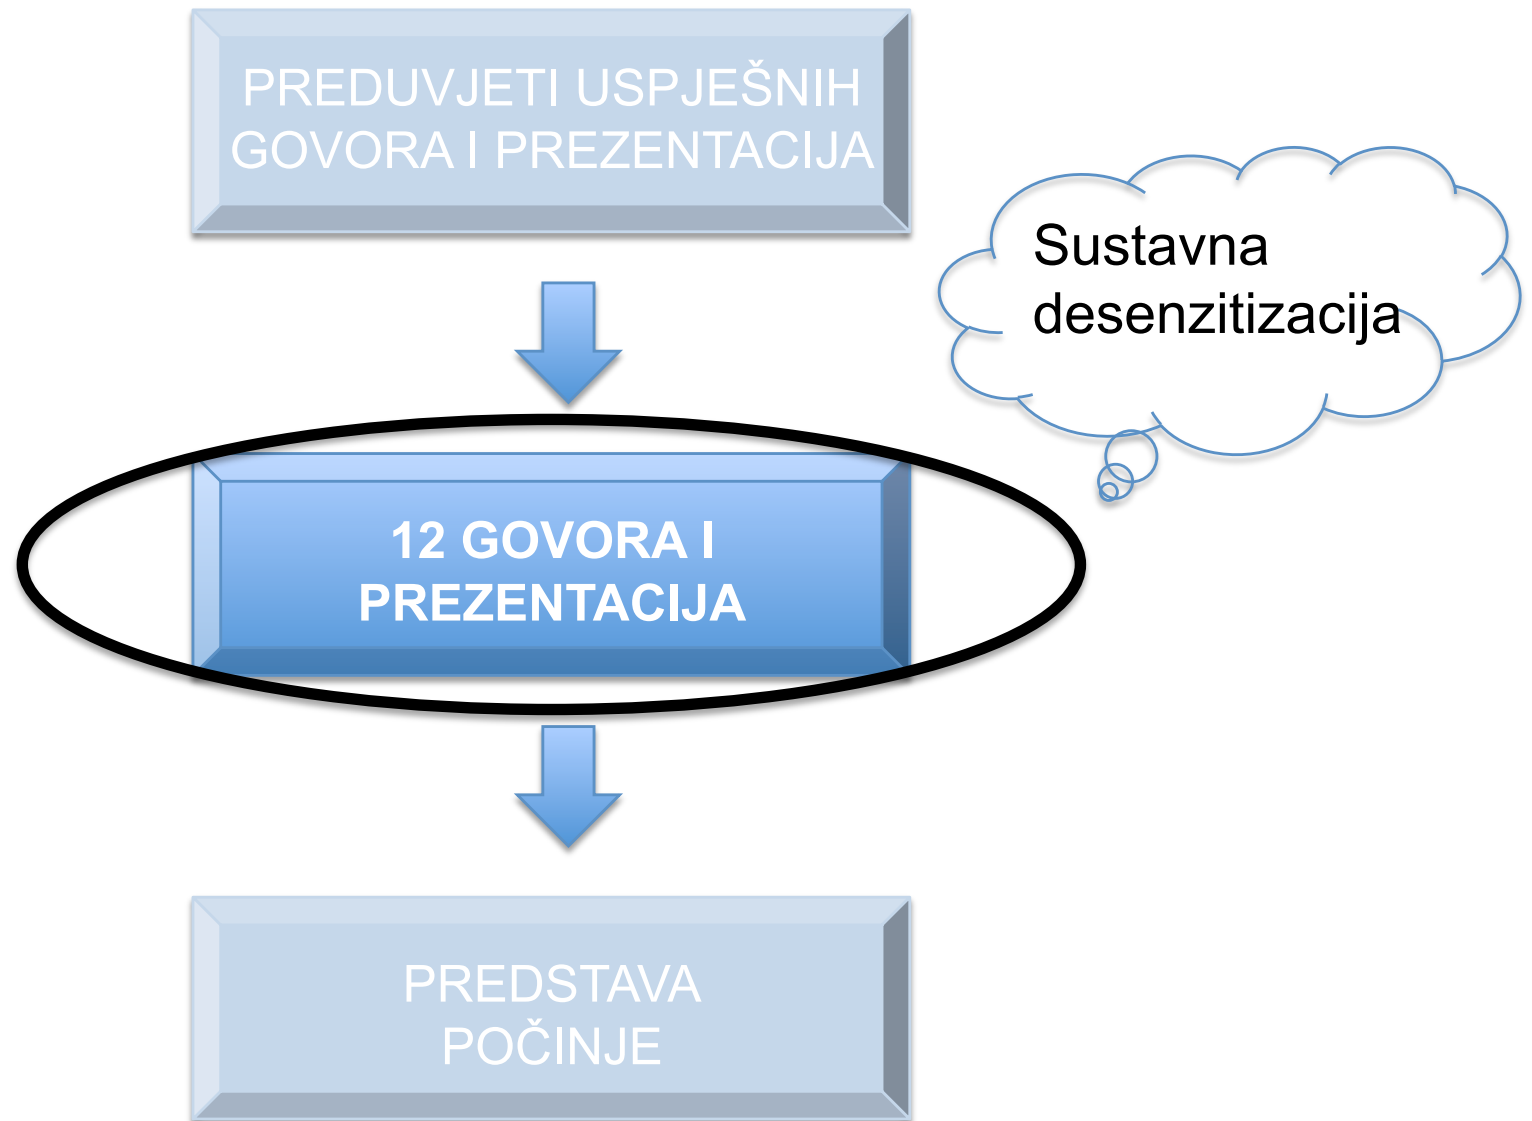 PREDUVJETI USPJEŠNIH
GOVORA I PREZENTACIJA
Sustavna
desenzitizacija
12 GOVORA I
PREZENTACIJA
PREDSTAVA
POČINJE